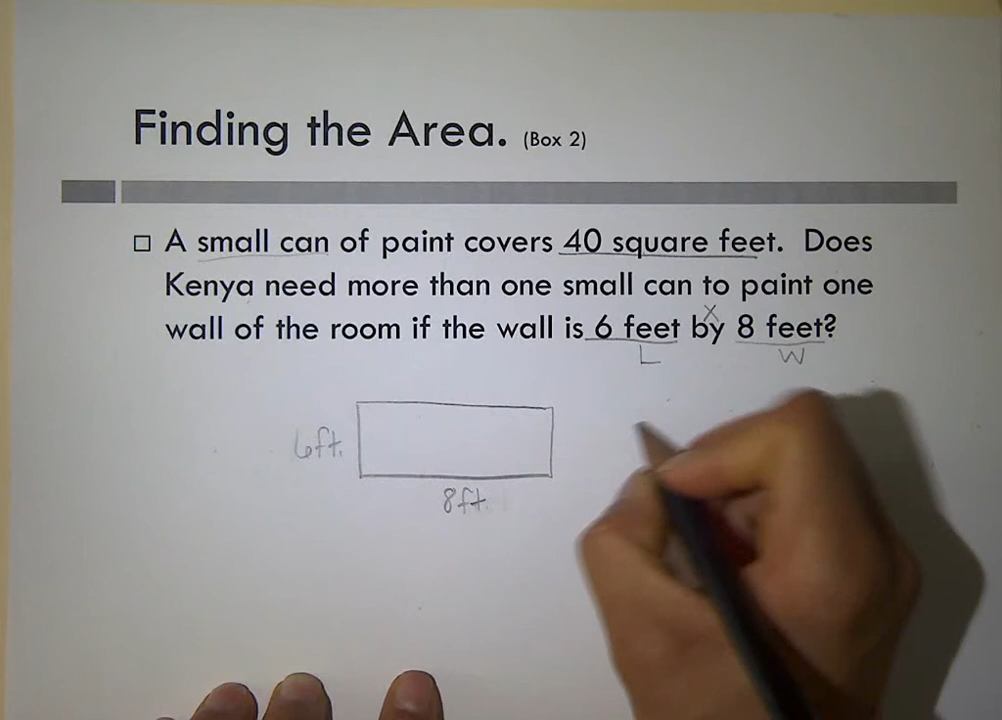 Finding the Area. (Box 2)
A small can of paint covers 40 square feet. Does
Kenya need more than one small can to paint one
x
wall of the room if the wall is 6 feet by 8 feet?
L W
6ft.
8ft.